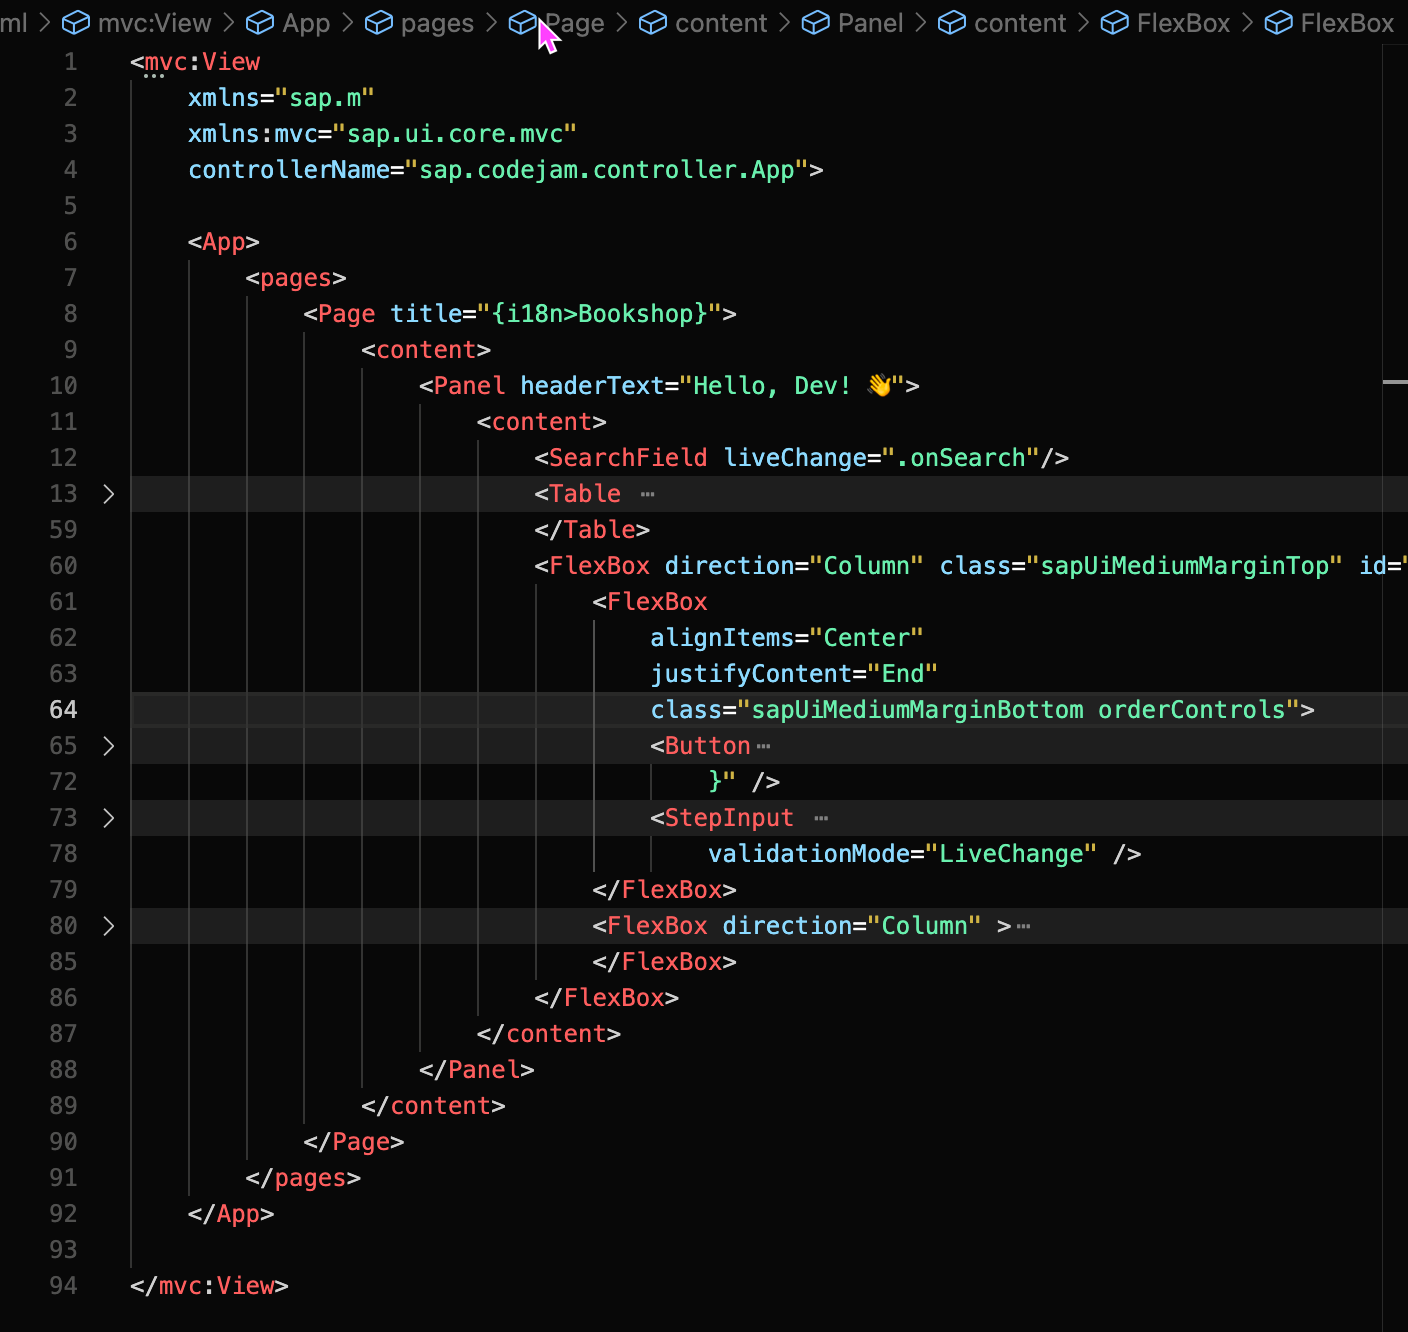 ml > mvc:View > App > pages > Page > content > Panel > content > FlexBox > FlexBox
1 <mvc:View
2     xmlns="sap.m"
3     xmlns:mvc="sap.ui.core.mvc"
4     controllerName="sap.codejam.controller.App">
5
6     <App>
7         <pages>
8             <Page title="{i18n>Bookshop}">
9                 <content>
10                     <Panel headerText="Hello, Dev! 👋">
11                         <content>
12                             <SearchField liveChange=".onSearch"/>
13 >                             <Table ⋯
59                             </Table>
60                             <FlexBox direction="Column" class="sapUiMediumMarginTop" id="
61                                 <FlexBox
62                                     alignItems="Center"
63                                     justifyContent="End"
64                                     class="sapUiMediumMarginBottom orderControls">
65 >                                     <Button⋯
72                                         }" />
73 >                                     <StepInput ⋯
78                                         validationMode="LiveChange" />
79                                 </FlexBox>
80 >                                 <FlexBox direction="Column" >⋯
85                                 </FlexBox>
86                             </FlexBox>
87                         </content>
88                     </Panel>
89                 </content>
90             </Page>
91         </pages>
92     </App>
93
94 </mvc:View>